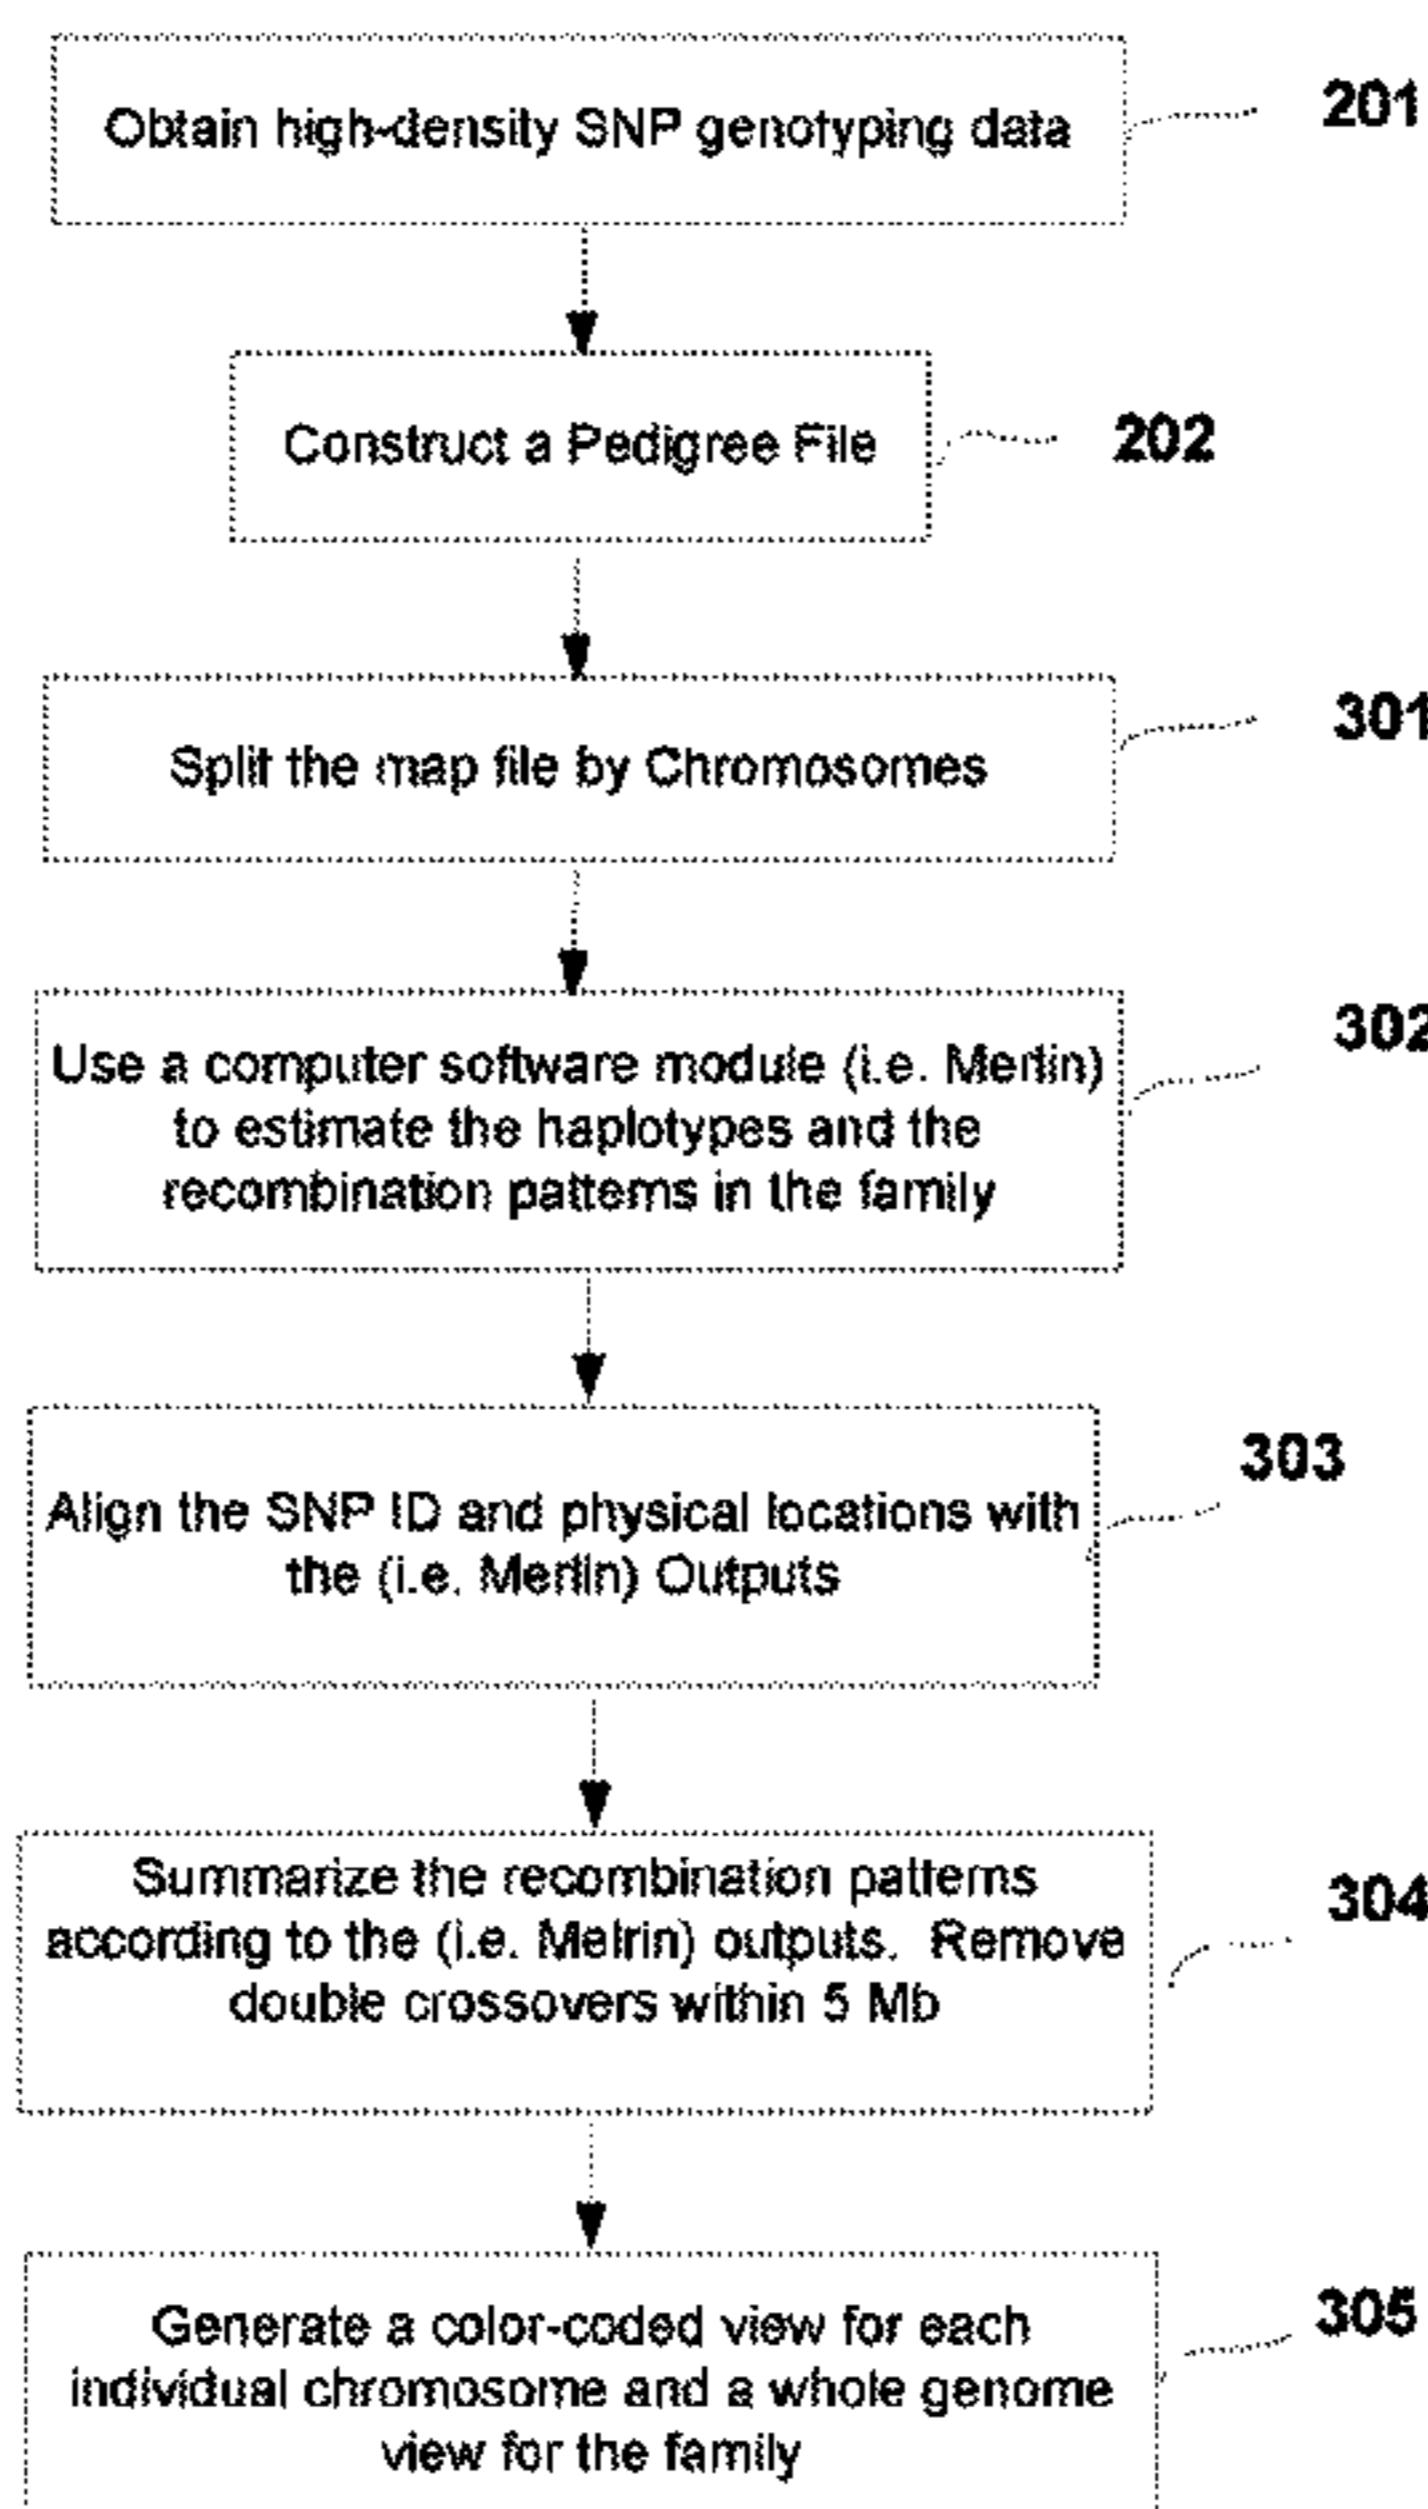 Obtain high-density SNP genotyping data
201
Construct a Pedigree File
202
Split the map file by Chromosomes
301
Use a computer software module (i.e. Merlin)
to estimate the haplotypes and the
recombination patterns in the family
302
Align the SNP ID and physical locations with
the (i.e. Merlin) Outputs
303
Summarize the recombination patterns
according to the (i.e. Melrin) outputs. Remove
double crossovers within 5 Mb
304
Generate a color-coded view for each
individual chromosome and a whole genome
view for the family
305